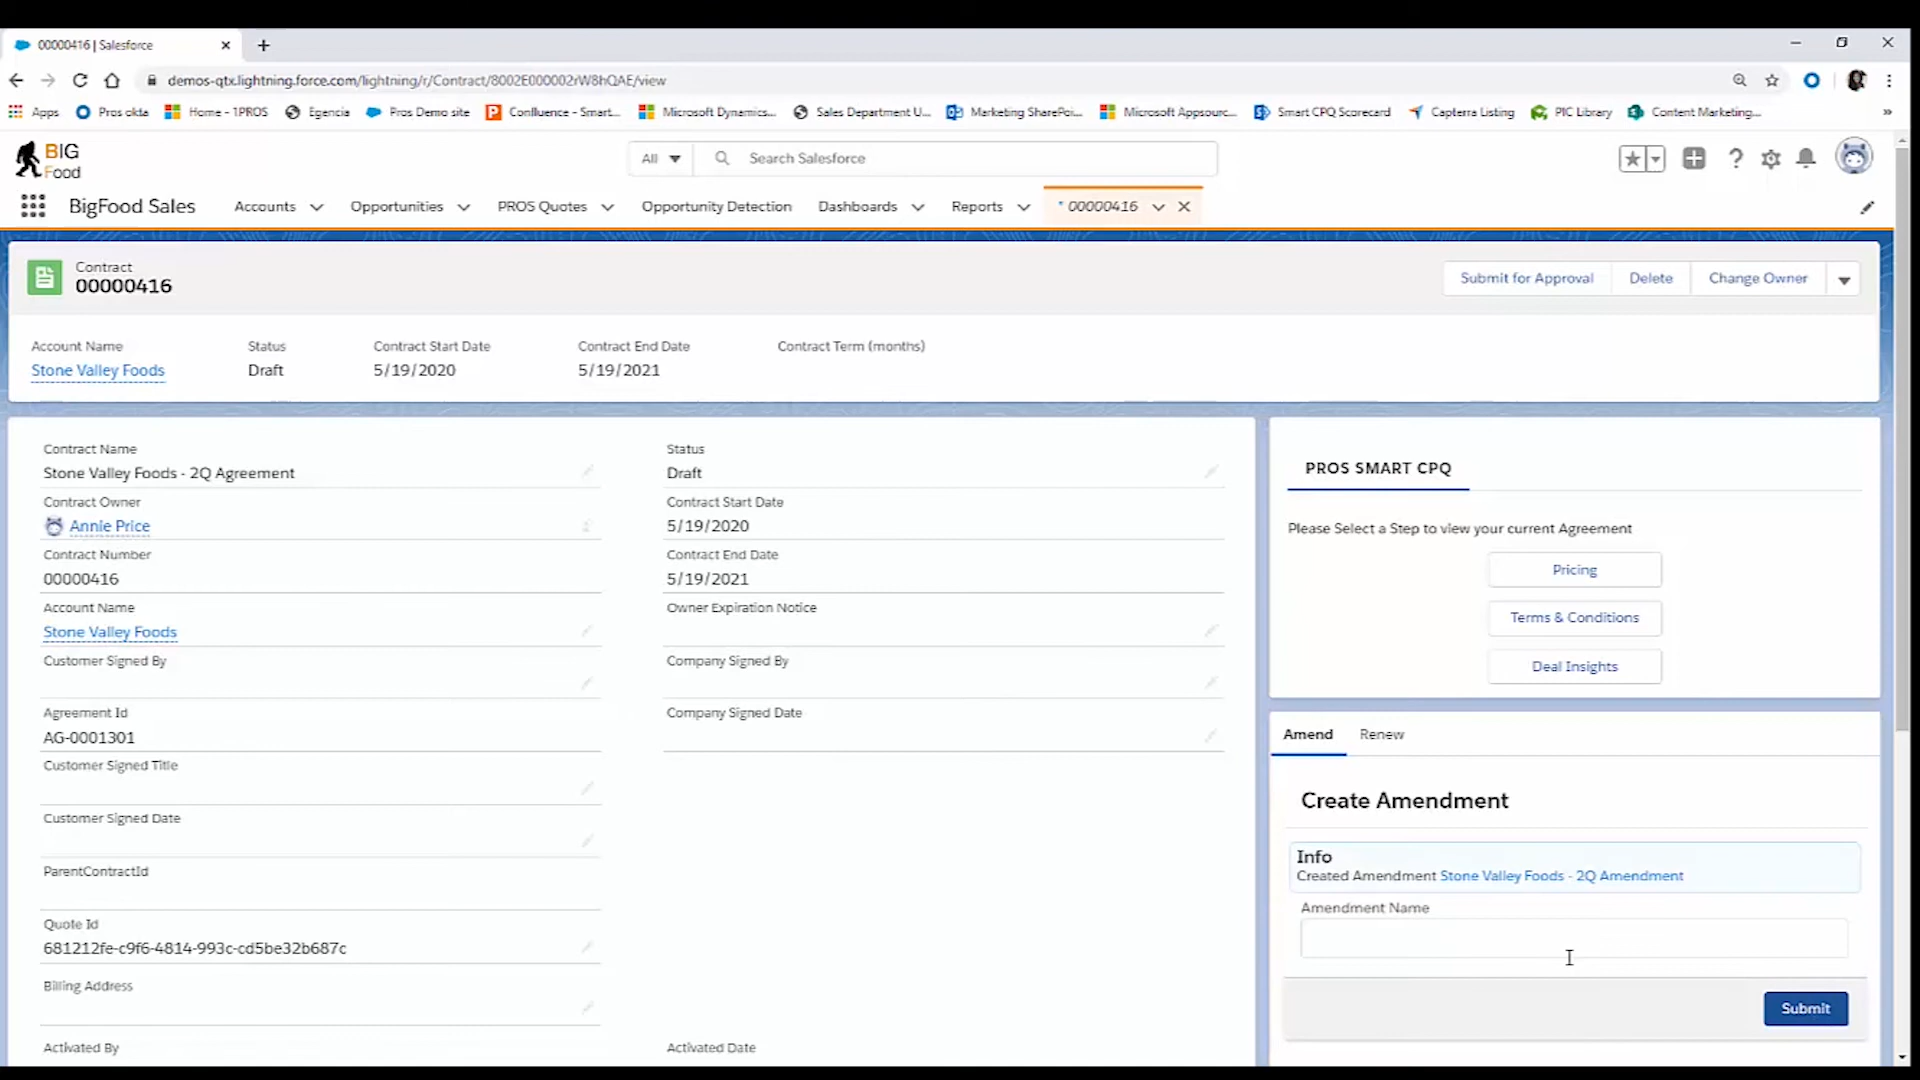 00000416 | Salesforce
demos-qtx.lightning.force.com/lightning/r/Contract/8002E000002rW8hQAE/view
Apps Pros okta Home - 1PROS Egencia Pros Demo site Conlluence - Smart... Microsoft Dynamics... Sales Department U... Marketing SharePoi... Microsoft Appsourc... Smart CPQ Scorecard Capterra Listing PIC Library Content Marketing... »
BIG
Food
All Search Salesforce
BigFood Sales Accounts Opportunities PROS Quotes Opportunity Detection Dashboards Reports * 00000416
Contract
00000416
Submit for Approval Delete Change Owner
Account Name Status Contract Start Date Contract End Date Contract Term (months)
Stone Valley Foods Draft 5/19/2020 5/19/2021
Contract Name
Stone Valley Foods - 2Q Agreement
Contract Owner
Annie Price
Contract Number
00000416
Account Name
Stone Valley Foods
Customer Signed By
Agreement Id
AG-0001301
Customer Signed Title
Customer Signed Date
ParentContractId
Quote Id
681212fe-c9f6-4814-993c-cd5be32b687c
Billing Address
Activated By
Status
Draft
Contract Start Date
5/19/2020
Contract End Date
5/19/2021
Owner Expiration Notice
Company Signed By
Company Signed Date
Activated Date
PROS SMART CPQ
Please Select a Step to view your current Agreement
Pricing
Terms & Conditions
Deal Insights
Amend Renew
Create Amendment
Info
Created Amendment Stone Valley Foods - 2Q Amendment
Amendment Name
Submit